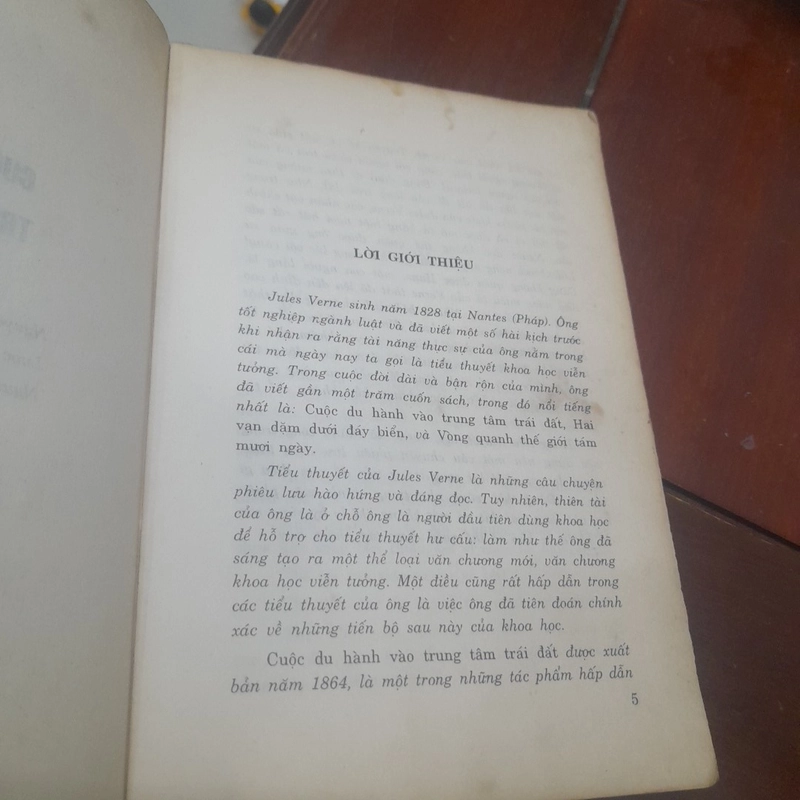 LỜI GIỚI THIỆU
Jules Verne sinh năm 1828 tại Nantes (Pháp). Ông
tốt nghiệp ngành luật và đã viết một số hài kịch trước
khi nhận ra rằng tài năng thực sự của ông nằm trong
cái mà ngày nay ta gọi là tiểu thuyết khoa học viễn
tưởng. Trong cuộc đời dài và bận rộn của mình, ông
đã viết gần một trăm cuốn sách, trong đó nổi tiếng
nhất là: Cuộc du hành vào trung tâm trái đất, Hai
vạn dặm dưới đáy biển, và Vòng quanh thế giới tám
mươi ngày.
Tiểu thuyết của Jules Verne là những câu chuyện
phiêu lưu hào hứng và đáng đọc. Tuy nhiên, thiên tài
của ông là ở chỗ ông là người đầu tiên dùng khoa học
để hỗ trợ cho tiểu thuyết hư cấu: làm như thế ông đã
sáng tạo ra một thể loại văn chương mới, văn chương
khoa học viễn tưởng. Một điều cũng rất hấp dẫn trong
các tiểu thuyết của ông là việc ông đã tiên đoán chính
xác về những tiến bộ sau này của khoa học.
Cuộc du hành vào trung tâm trái đất được xuất
bản năm 1864, là một trong những tác phẩm hấp dẫn
5